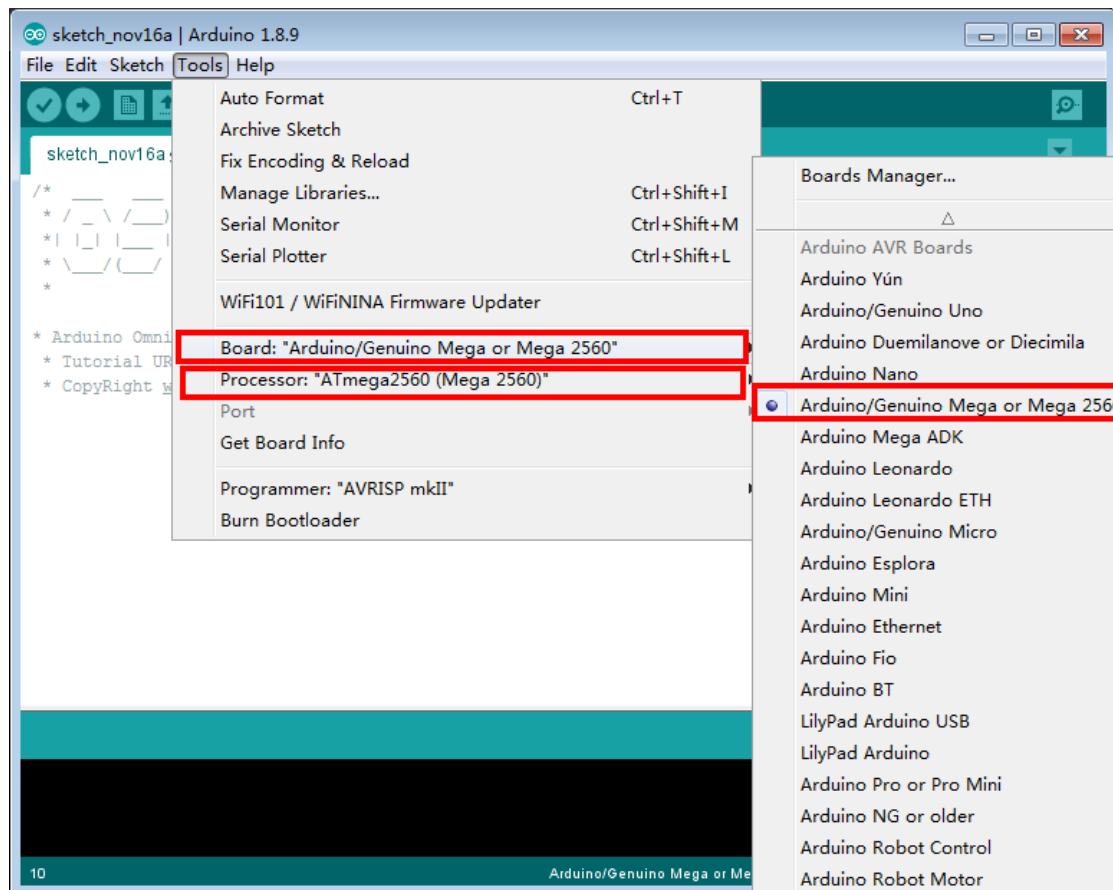 sketch_nov16a | Arduino 1.8.9
File Edit Sketch Tools Help
sketch_nov16a
/*
* Arduino Omni
* Tutorial UR
* CopyRight w
Auto Format Ctrl+T
Archive Sketch
Fix Encoding & Reload
Manage Libraries... Ctrl+Shift+I
Serial Monitor Ctrl+Shift+M
Serial Plotter Ctrl+Shift+L
WiFi101 / WiFiNINA Firmware Updater
Board: "Arduino/Genuino Mega or Mega 2560"
Processor: "ATmega2560 (Mega 2560)"
Port
Get Board Info
Programmer: "AVRISP mkII"
Burn Bootloader
Boards Manager...
Arduino AVR Boards
Arduino Yún
Arduino/Genuino Uno
Arduino Duemilanove or Diecimila
Arduino Nano
Arduino/Genuino Mega or Mega 256
Arduino Mega ADK
Arduino Leonardo
Arduino Leonardo ETH
Arduino/Genuino Micro
Arduino Esplora
Arduino Mini
Arduino Ethernet
Arduino Fio
Arduino BT
LilyPad Arduino USB
LilyPad Arduino
Arduino Pro or Pro Mini
Arduino NG or older
Arduino Robot Control
Arduino Robot Motor
10 Arduino/Genuino Mega or Me